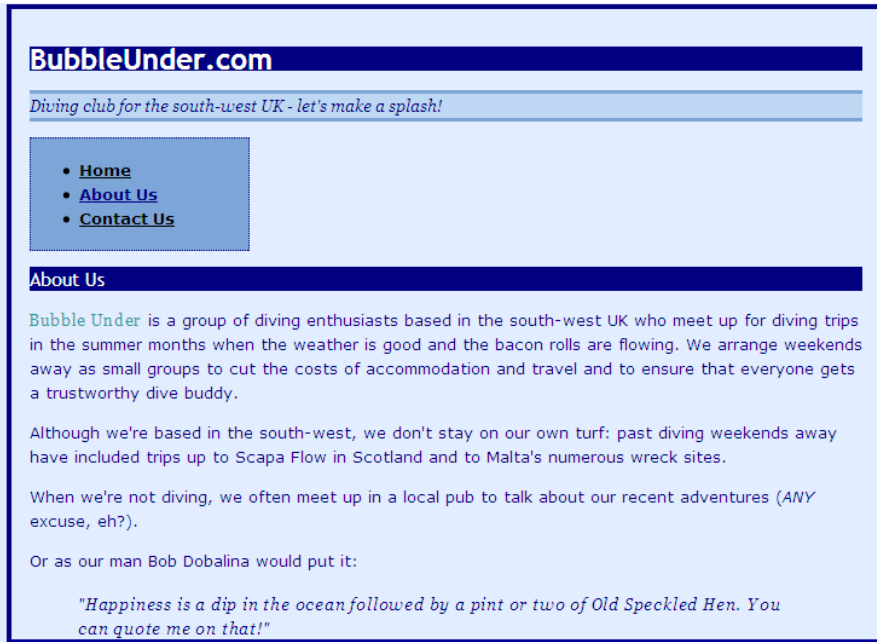 BubbleUnder.com
Diving club for the south-west UK - let's make a splash!
Home
About Us
Contact Us
About Us
Bubble Under is a group of diving enthusiasts based in the south-west UK who meet up for diving trips
in the summer months when the weather is good and the bacon rolls are flowing. We arrange weekends
away as small groups to cut the costs of accommodation and travel and to ensure that everyone gets
a trustworthy dive buddy.
Although we're based in the south-west, we don't stay on our own turf: past diving weekends away
have included trips up to Scapa Flow in Scotland and to Malta's numerous wreck sites.
When we're not diving, we often meet up in a local pub to talk about our recent adventures (ANY
excuse, eh?).
Or as our man Bob Dobalina would put it:
"Happiness is a dip in the ocean followed by a pint or two of Old Speckled Hen. You
can quote me on that!"